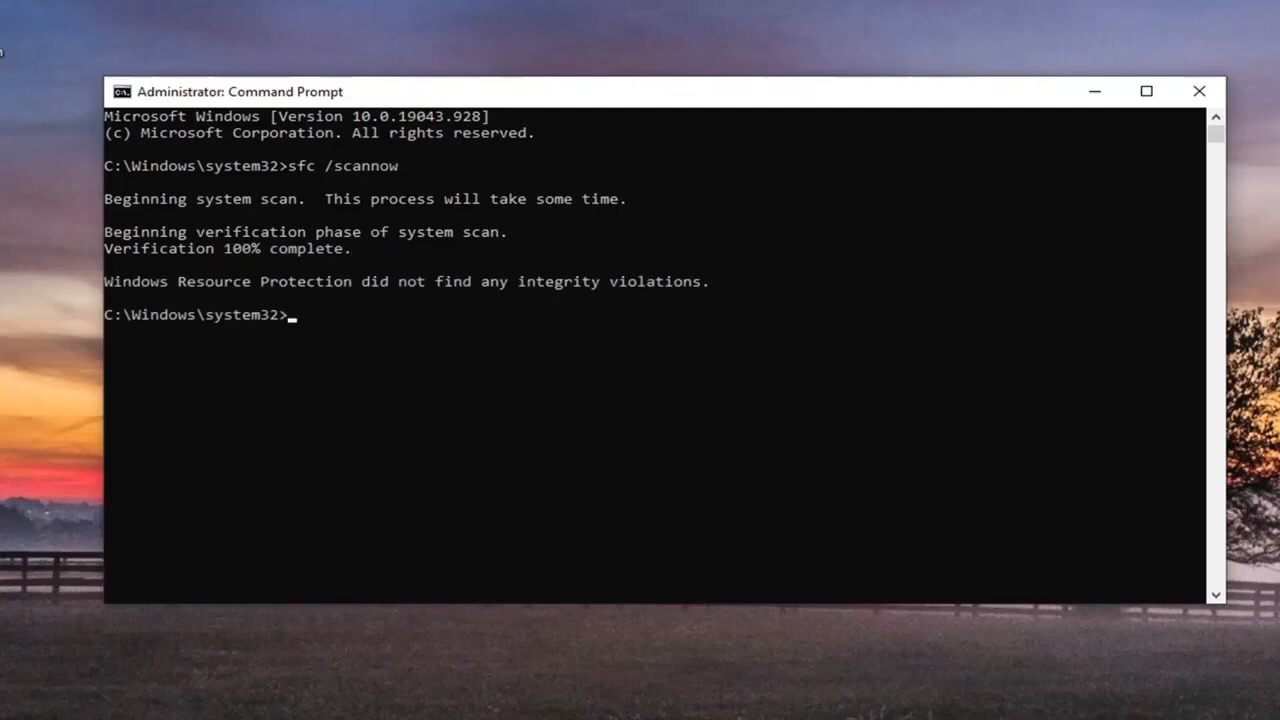 Administrator: Command Prompt
Microsoft Windows [Version 10.0.19043.928]
(c) Microsoft Corporation. All rights reserved.
C:\Windows\system32>sfc /scannow
Beginning system scan.  This process will take some time.
Beginning verification phase of system scan.
Verification 100% complete.
Windows Resource Protection did not find any integrity violations.
C:\Windows\system32>